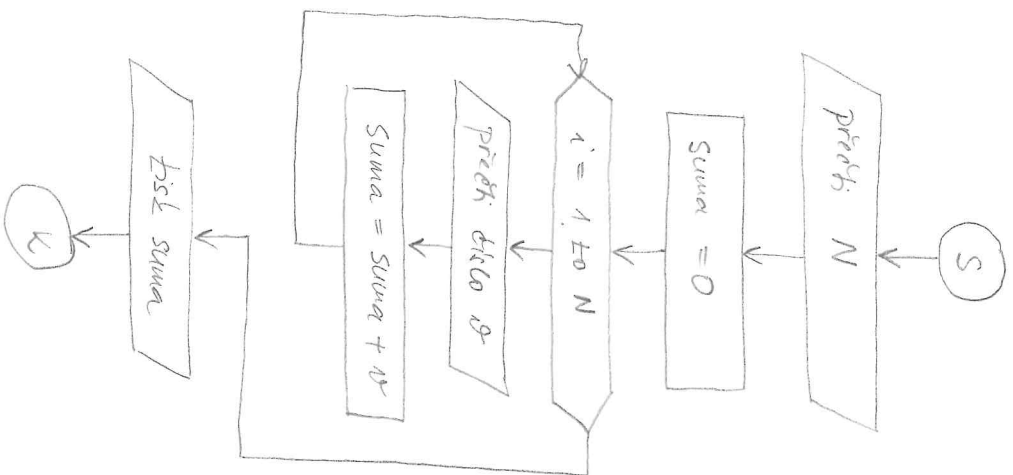 S
přečti N
suma = 0
i = 1 to N
přečti číslo v
suma = suma + v
tisk suma
K